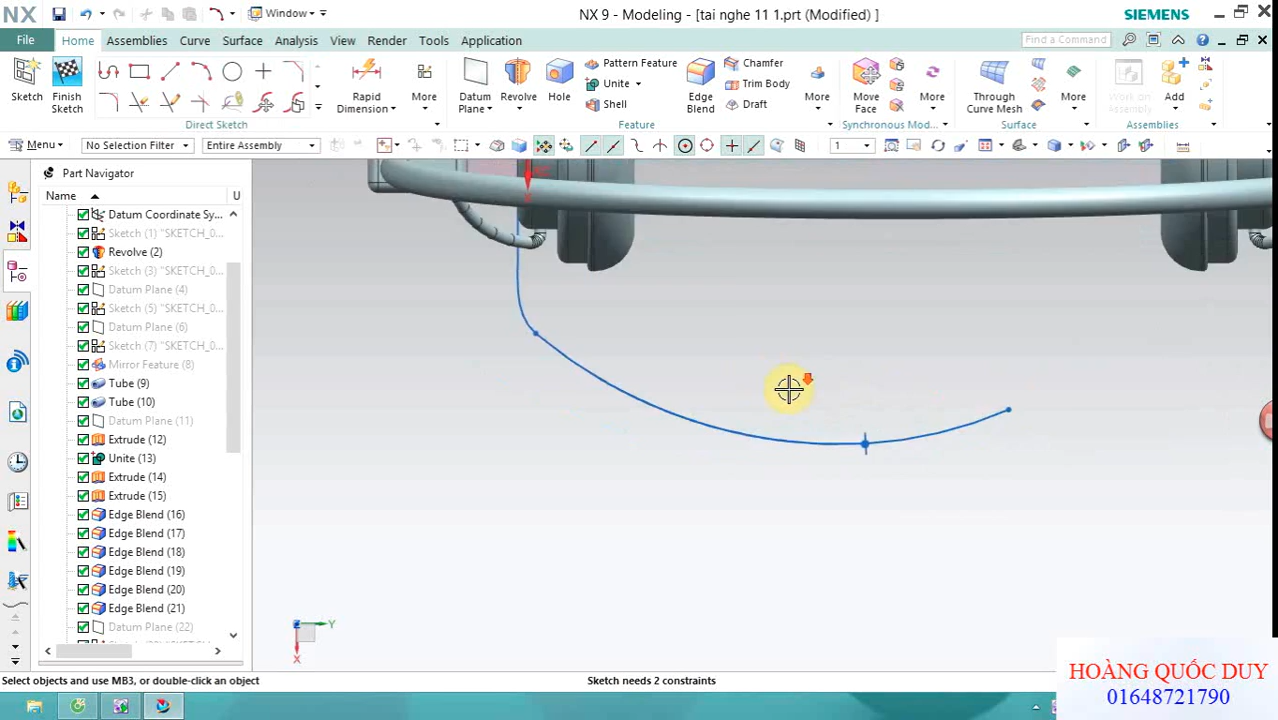 NX
Window
NX 9 - Modeling - [tai nghe 11 1.prt (Modified) ]
SIEMENS
File
Home
Assemblies
Curve
Surface
Analysis
View
Render
Tools
Application
Find a Command
Sketch
Finish Sketch
Rapid Dimension
More
Direct Sketch
Datum Plane
Revolve
Hole
Pattern Feature
Unite
Shell
Edge Blend
Chamfer
Trim Body
Draft
More
Feature
Move Face
More
Synchronous Mod...
Through Curve Mesh
More
Surface
Work on Assembly
Add
Assemblies
Menu
No Selection Filter
Entire Assembly
1
Part Navigator
Name
U
Datum Coordinate Sy...
Sketch (1) "SKETCH_0...
Revolve (2)
Sketch (3) "SKETCH_0...
Datum Plane (4)
Sketch (5) "SKETCH_0...
Datum Plane (6)
Sketch (7) "SKETCH_0...
Mirror Feature (8)
Tube (9)
Tube (10)
Datum Plane (11)
Extrude (12)
Unite (13)
Extrude (14)
Extrude (15)
Edge Blend (16)
Edge Blend (17)
Edge Blend (18)
Edge Blend (19)
Edge Blend (20)
Edge Blend (21)
Datum Plane (22)
Z
Y
X
Select objects and use MB3, or double-click an object
Sketch needs 2 constraints
HOÀNG QUỐC DUY
01648721790